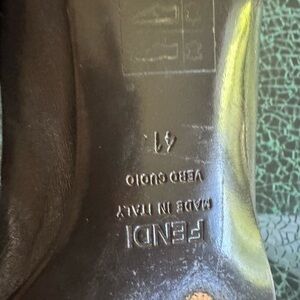 FENDI
MADE IN ITALY
VERO CUOIO
41